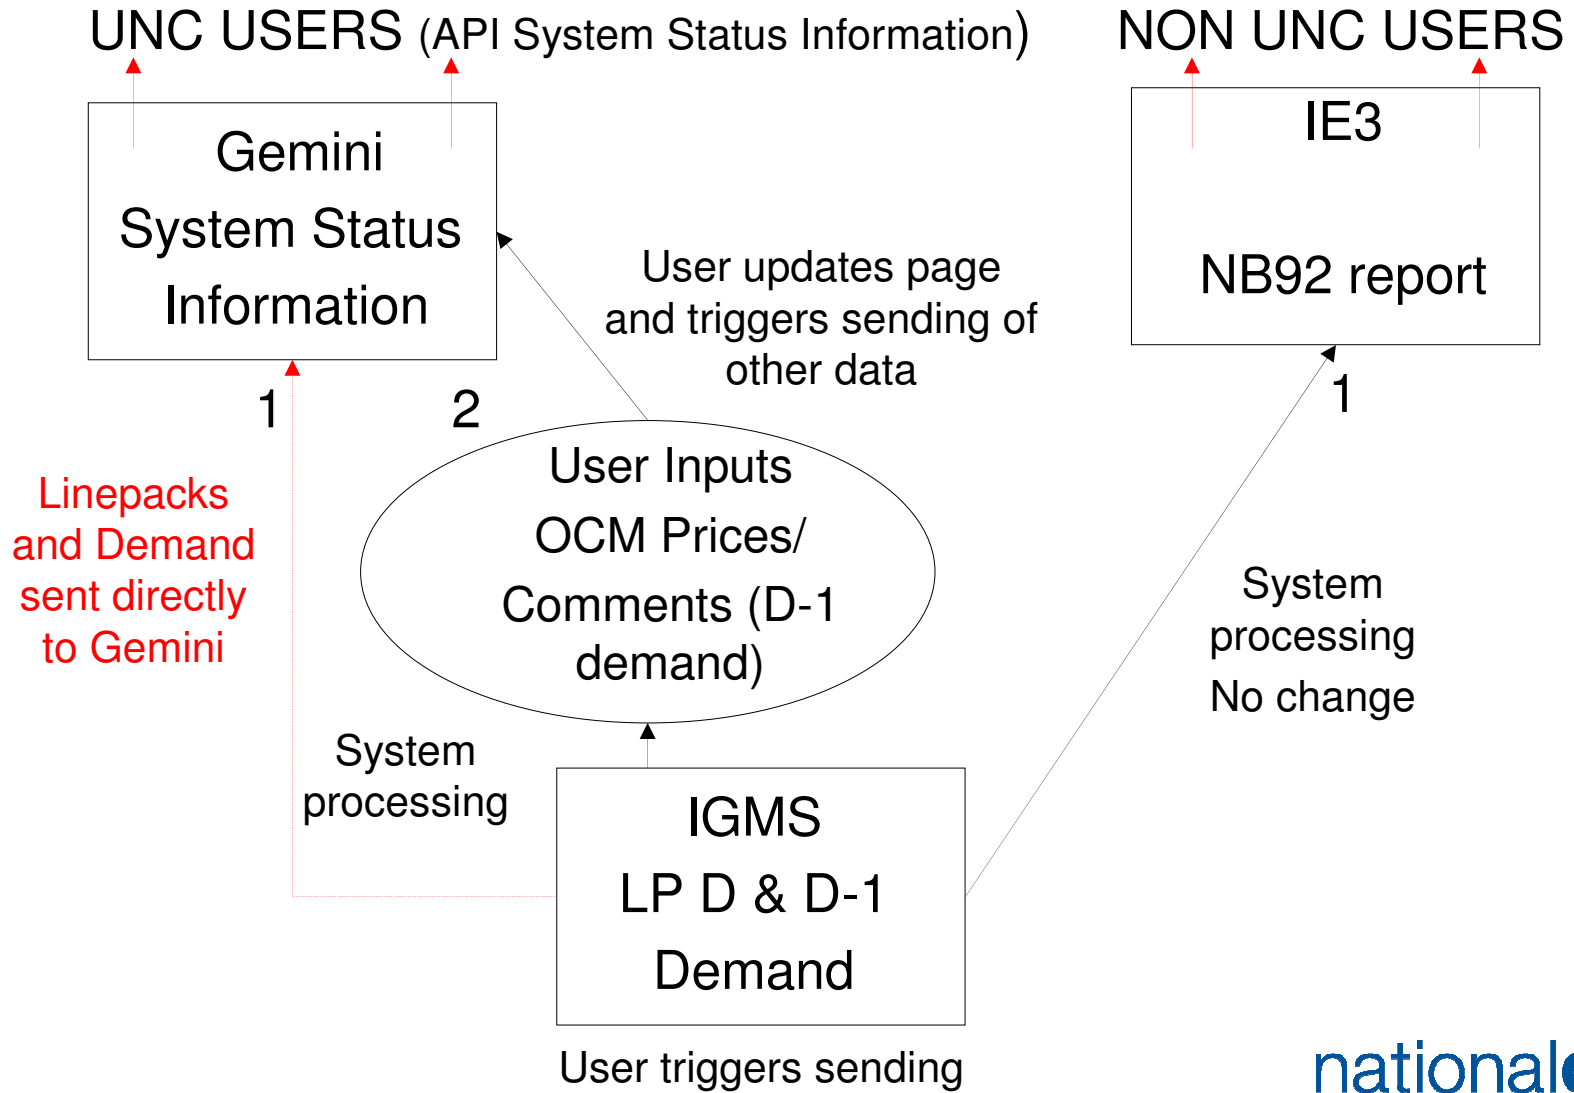 UNC USERS (API System Status Information)
NON UNC USERS
Gemini
System Status
Information
IE3
NB92 report
User updates page
and triggers sending of
other data
1
2
1
Linepacks
and Demand
sent directly
to Gemini
User Inputs
OCM Prices/
Comments (D-1
demand)
System
processing
No change
System
processing
IGMS
LP D & D-1
Demand
User triggers sending
national